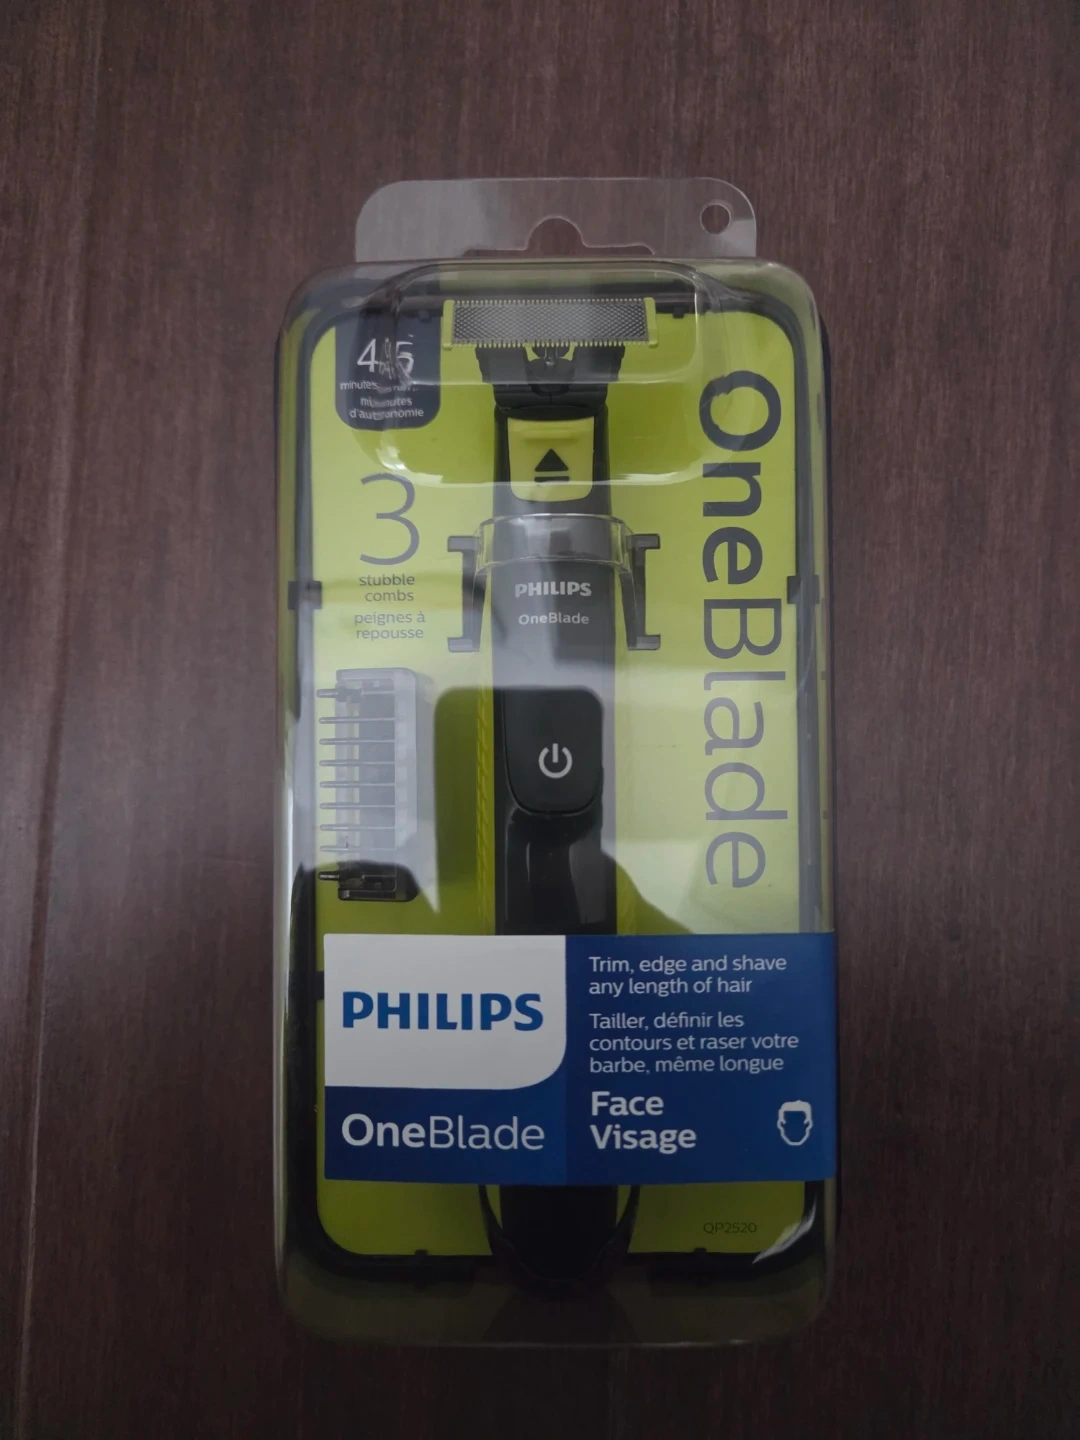 45
minutes
minutes
d'autonomie
3
stubble
combs
peignes à
repousse
OneBlade
PHILIPS
OneBlade
PHILIPS
OneBlade
Trim, edge and shave
any length of hair
Tailler, définir les
contours et raser votre
barbe, même longue
Face
Visage
QP2520